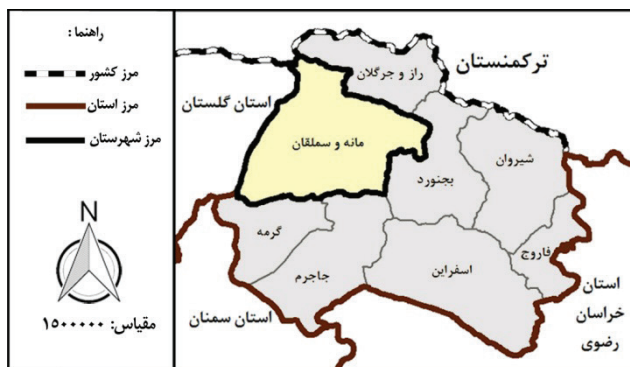 راهنما :
مرز کشور
مرز استان
مرز شهرستان
N
مقیاس: ۱۵۰۰۰۰۰
ترکمنستان
راز و جرگلان
استان گلستان
مانه و سملقان
شیروان
بجنورد
گرمه
فاروج
جاجرم
اسفراین
استان سمنان
استان
خراسان
رضوی